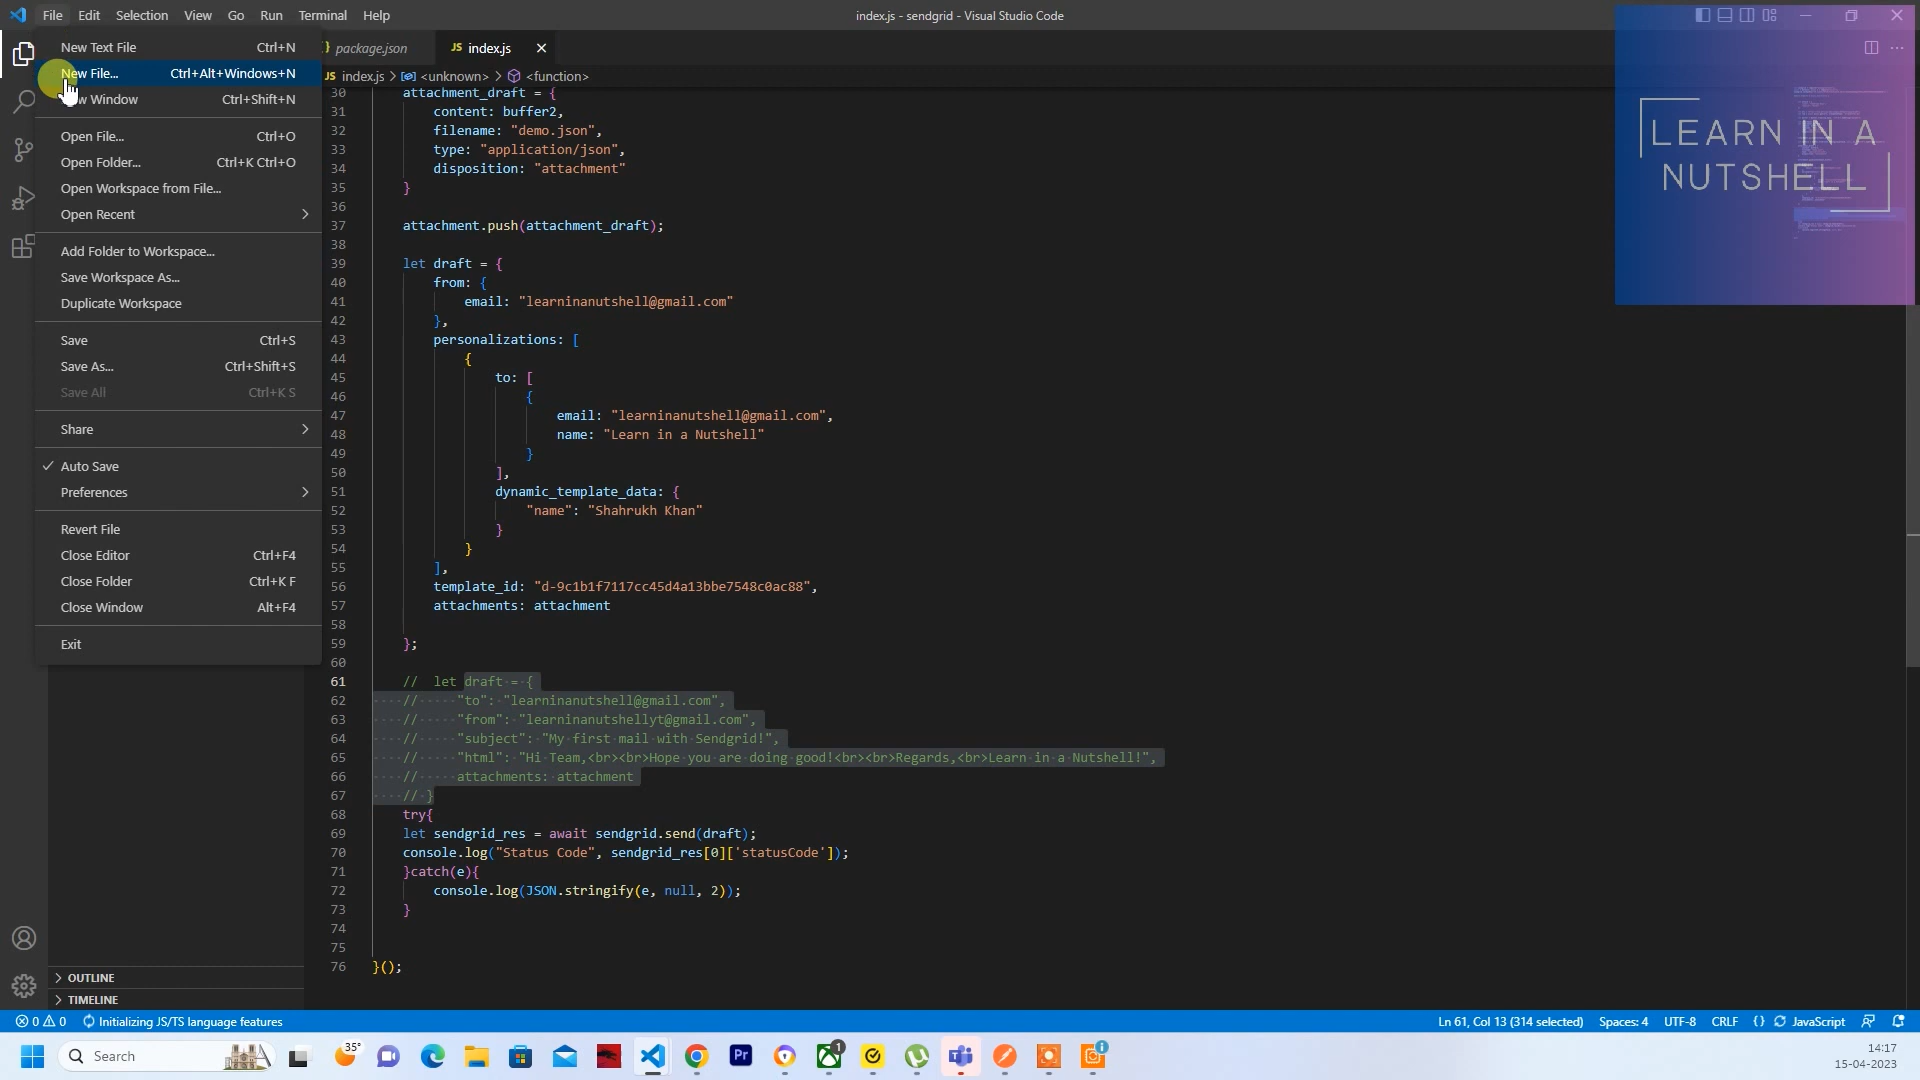 File Edit Selection View Go Run Terminal Help
index.js - sendgrid - Visual Studio Code
New Text File Ctrl+N
New File... Ctrl+Alt+Windows+N
Window Ctrl+Shift+N
Open File... Ctrl+O
Open Folder... Ctrl+K Ctrl+O
Open Workspace from File...
Open Recent
Add Folder to Workspace...
Save Workspace As...
Duplicate Workspace
Save Ctrl+S
Save As... Ctrl+Shift+S
Save All Ctrl+K S
Share
Auto Save
Preferences
Revert File
Close Editor Ctrl+F4
Close Folder Ctrl+K F
Close Window Alt+F4
Exit
OUTLINE
TIMELINE
package.json
JS index.js
JS index.js > <unknown> > <function>
30 attachment_draft = {
31 content: buffer2,
32 filename: "demo.json",
33 type: "application/json",
34 disposition: "attachment"
35 }
36
37 attachment.push(attachment_draft);
38
39 let draft = {
40 from: {
41 email: "learninanutshell@gmail.com"
42 },
43 personalizations: [
44 {
45 to: [
46 {
47 email: "learninanutshell@gmail.com",
48 name: "Learn in a Nutshell"
49 }
50 ],
51 dynamic_template_data: {
52 "name": "Shahrukh Khan"
53 }
54 }
55 ],
56 template_id: "d-9c1b1f7117cc45d4a13bbe7548c0ac88",
57 attachments: attachment
58
59 };
60
61 // let draft = {
62 // "to": "learninanutshell@gmail.com",
63 // "from": "learninanutshellyt@gmail.com",
64 // "subject": "My first mail with Sendgrid!",
65 // "html": "Hi Team,<br><br>Hope you are doing good!<br><br>Regards,<br>Learn in a Nutshell!",
66 // attachments: attachment
67 // }
68 try{
69 let sendgrid_res = await sendgrid.send(draft);
70 console.log("Status Code", sendgrid_res[0]['statusCode']);
71 }catch(e){
72 console.log(JSON.stringify(e, null, 2));
73 }
74
75
76 }();
LEARN IN A
NUTSHELL
0 0 Initializing JS/TS language features
Ln 61, Col 13 (314 selected) Spaces: 4 UTF-8 CRLF {} JavaScript
Search
35°
Pr
1
14:17
15-04-2023